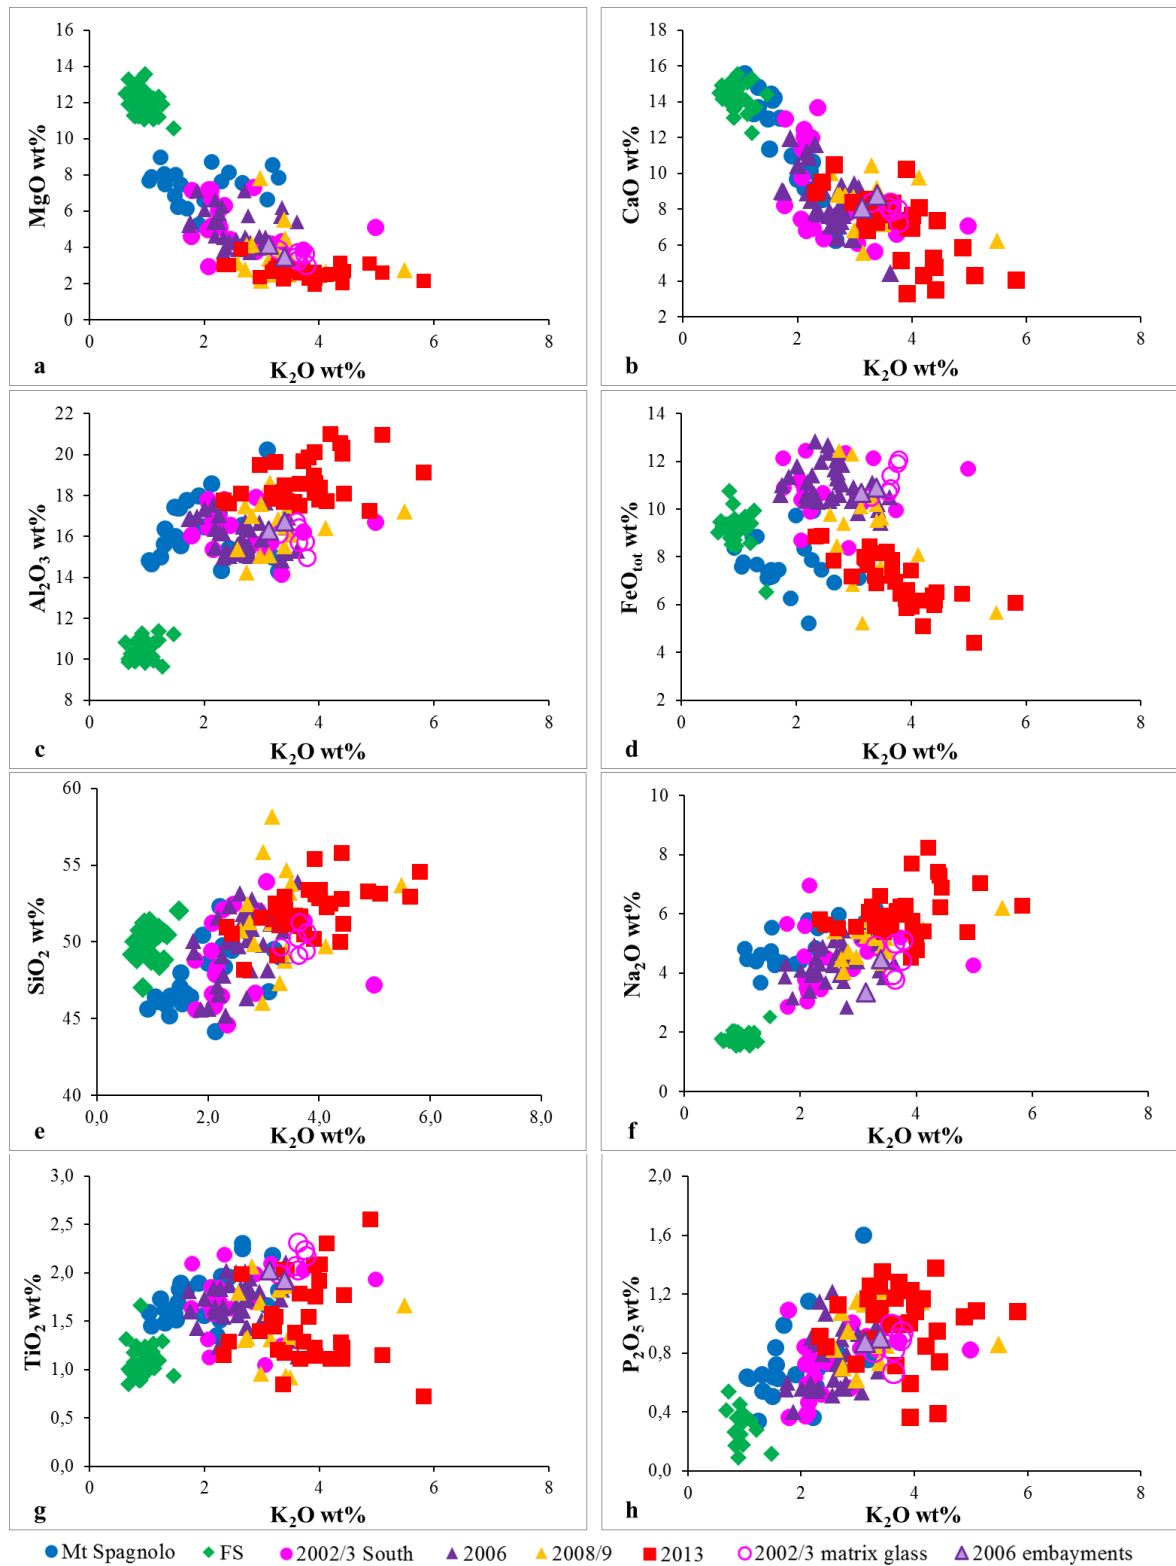 16
14
12
10
8
6
4
2
0
MgO wt%
0 2 4 6 8
K₂O wt%
a
18
16
14
12
10
8
6
4
2
CaO wt%
0 2 4 6 8
K₂O wt%
b
22
20
18
16
14
12
10
8
Al₂O₃ wt%
0 2 4 6 8
K₂O wt%
c
14
12
10
8
6
4
2
FeO_tot wt%
0 2 4 6 8
K₂O wt%
d
60
55
50
45
40
SiO₂ wt%
0,0 2,0 4,0 6,0 8,0
K₂O wt%
e
10
8
6
4
2
0
Na₂O wt%
0 2 4 6 8
K₂O wt%
f
3,0
2,5
2,0
1,5
1,0
0,5
0,0
TiO₂ wt%
0 2 4 6 8
K₂O wt%
g
2,0
1,6
1,2
0,8
0,4
0,0
P₂O₅ wt%
0 2 4 6 8
K₂O wt%
h
Mt Spagnolo FS 2002/3 South 2006 2008/9 2013 2002/3 matrix glass 2006 embayments